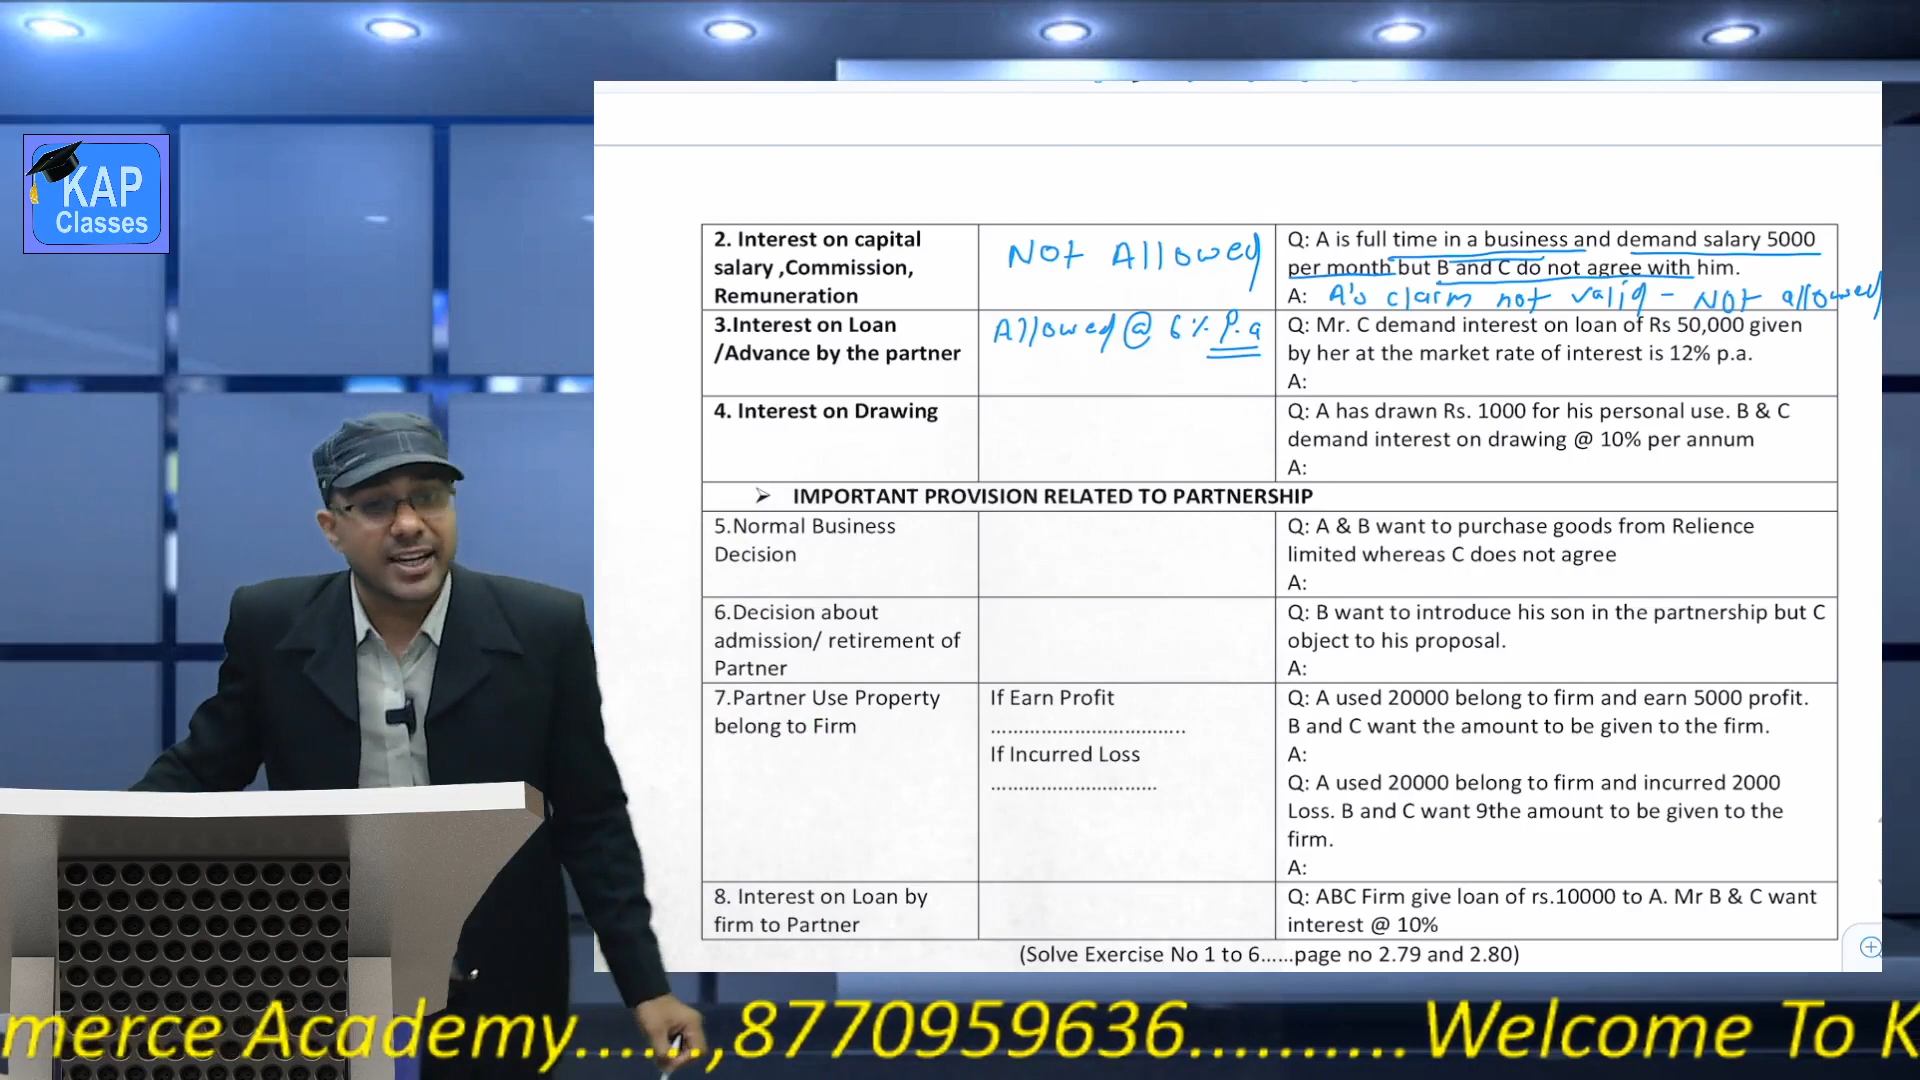 KAP
Classes
2. Interest on capital
salary ,Commission,
Remuneration
Not Allowed
Q: A is full time in a business and demand salary 5000
per month but B and C do not agree with him.
A: A's claim not valid - Not allowed
3.Interest on Loan
/Advance by the partner
Allowed @ 6% P.a
Q: Mr. C demand interest on loan of Rs 50,000 given
by her at the market rate of interest is 12% p.a.
A:
4. Interest on Drawing
Q: A has drawn Rs. 1000 for his personal use. B & C
demand interest on drawing @ 10% per annum
A:
➢ IMPORTANT PROVISION RELATED TO PARTNERSHIP
5.Normal Business
Decision
Q: A & B want to purchase goods from Relience
limited whereas C does not agree
A:
6.Decision about
admission/ retirement of
Partner
Q: B want to introduce his son in the partnership but C
object to his proposal.
A:
7.Partner Use Property
belong to Firm
If Earn Profit
....................................
If Incurred Loss
...............................
Q: A used 20000 belong to firm and earn 5000 profit.
B and C want the amount to be given to the firm.
A:
Q: A used 20000 belong to firm and incurred 2000
Loss. B and C want 9the amount to be given to the
firm.
A:
8. Interest on Loan by
firm to Partner
Q: ABC Firm give loan of rs.10000 to A. Mr B & C want
interest @ 10%
(Solve Exercise No 1 to 6......page no 2.79 and 2.80)
merce Academy......,8770959636.........Welcome To K